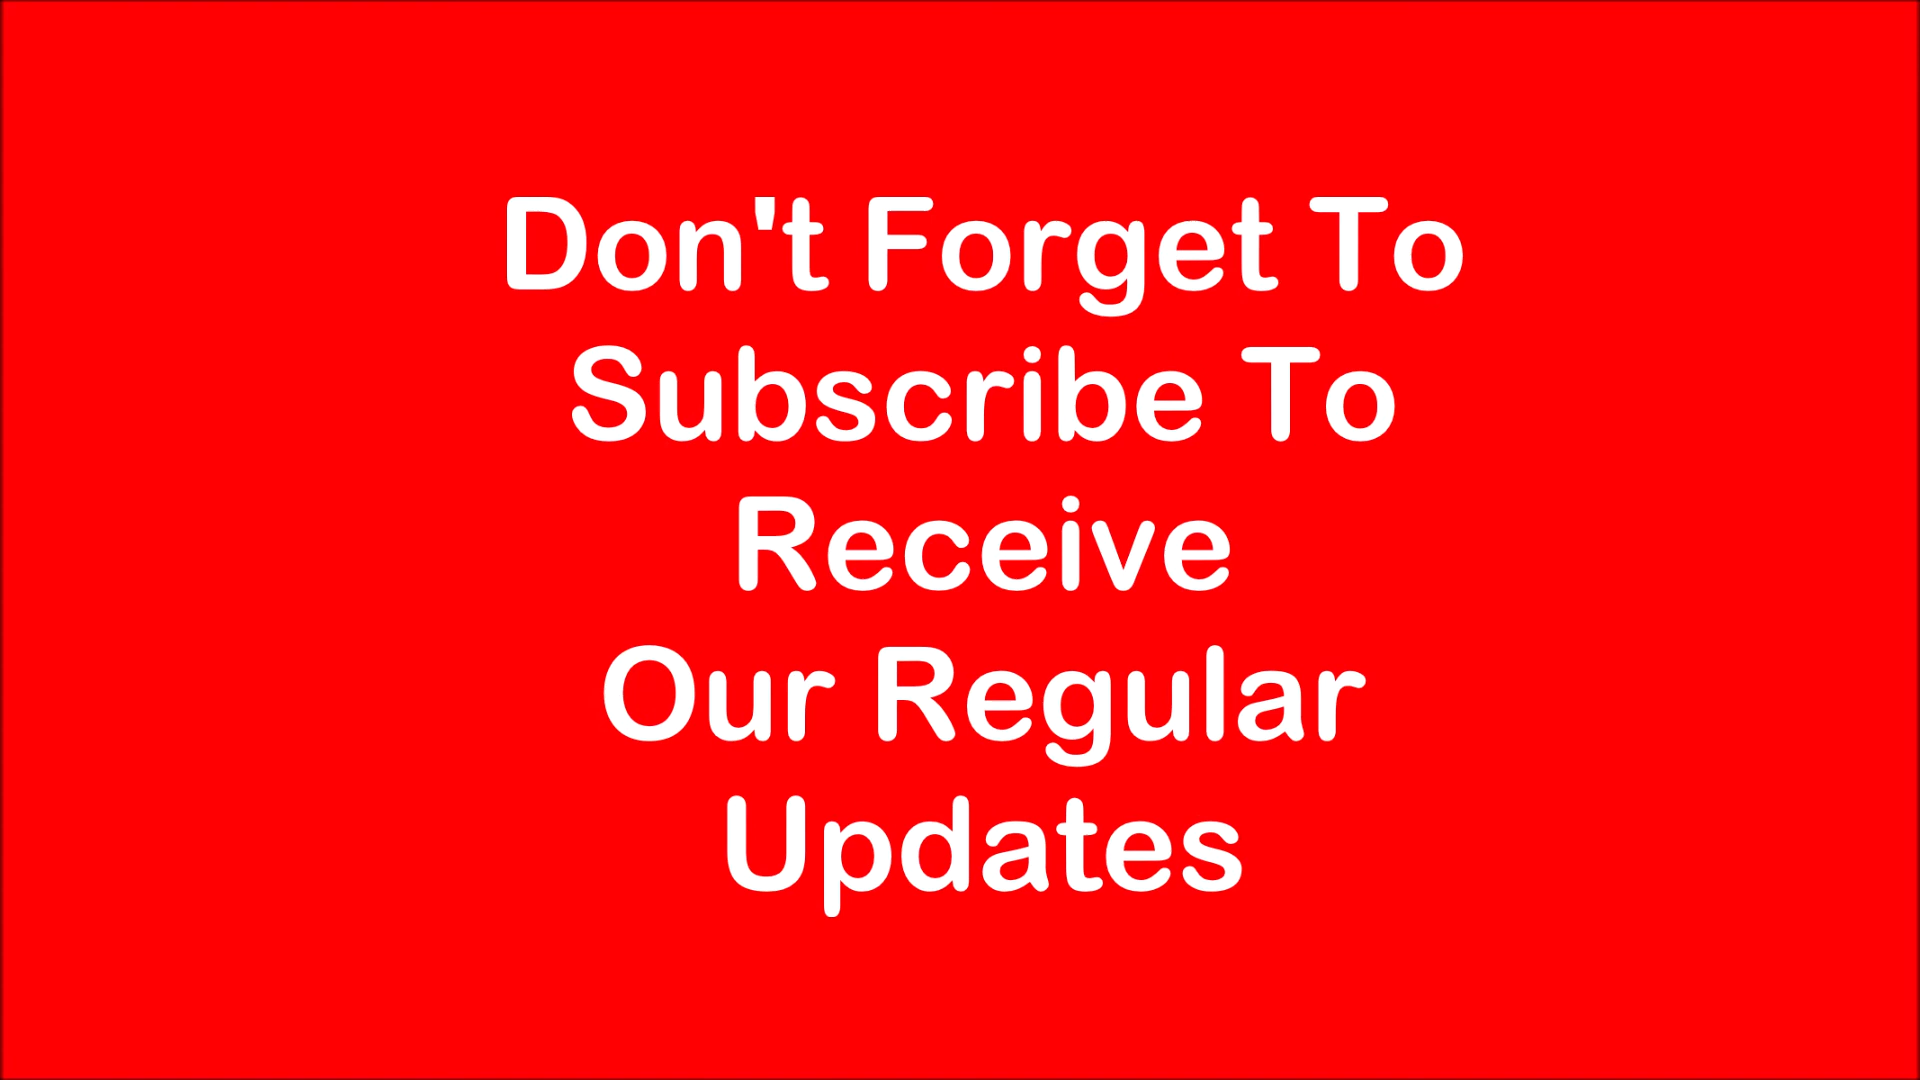 Don't Forget To
Subscribe To
Receive
Our Regular
Updates